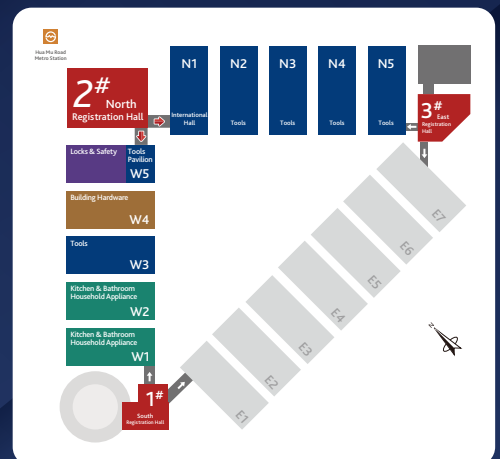 Hua Mu Road
Metro Station
2# North
Registration Hall
N1
International
Hall
N2
Tools
N3
Tools
N4
Tools
N5
Tools
3# East
Registration
Hall
Locks & Safety
Tools
Pavilion
W5
Building Hardware
W4
Tools
W3
Kitchen & Bathroom
Household Appliance
W2
Kitchen & Bathroom
Household Appliance
W1
1#
South
Registration Hall
E1
E2
E3
E4
E5
E6
E7
N